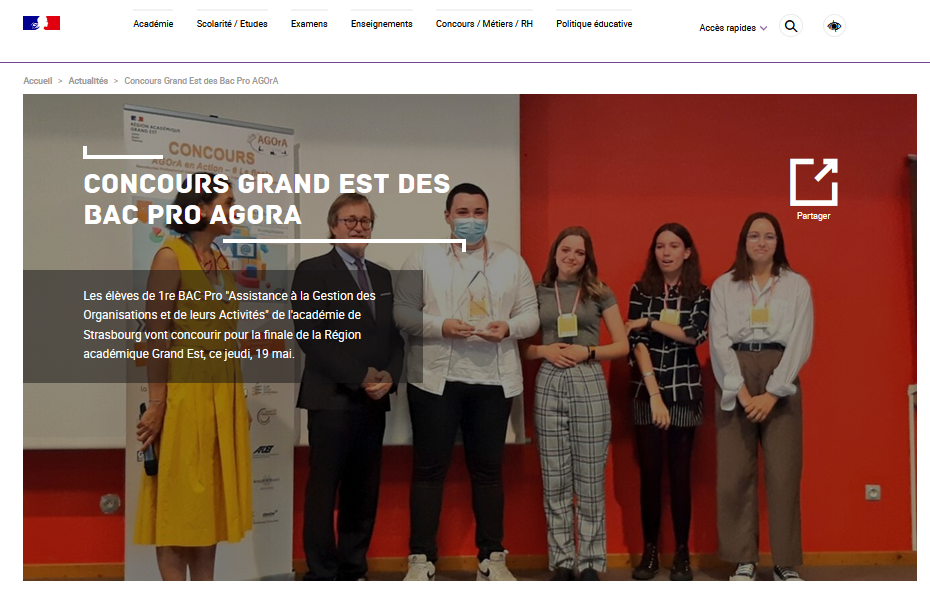 Académie
Scolarité / Etudes
Examens
Enseignements
Concours / Métiers / RH
Politique éducative
Accès rapides
Accueil > Actualités > Concours Grand Est des Bac Pro AGOrA
RÉGION ACADÉMIQUE
GRAND EST
AGOrA
CONCOURS
AGOrA en Action
CONCOURS GRAND EST DES
BAC PRO AGORA
Partager
Les élèves de 1re BAC Pro "Assistance à la Gestion des
Organisations et de leurs Activités" de l'académie de
Strasbourg vont concourir pour la finale de la Région
académique Grand Est, ce jeudi, 19 mai.